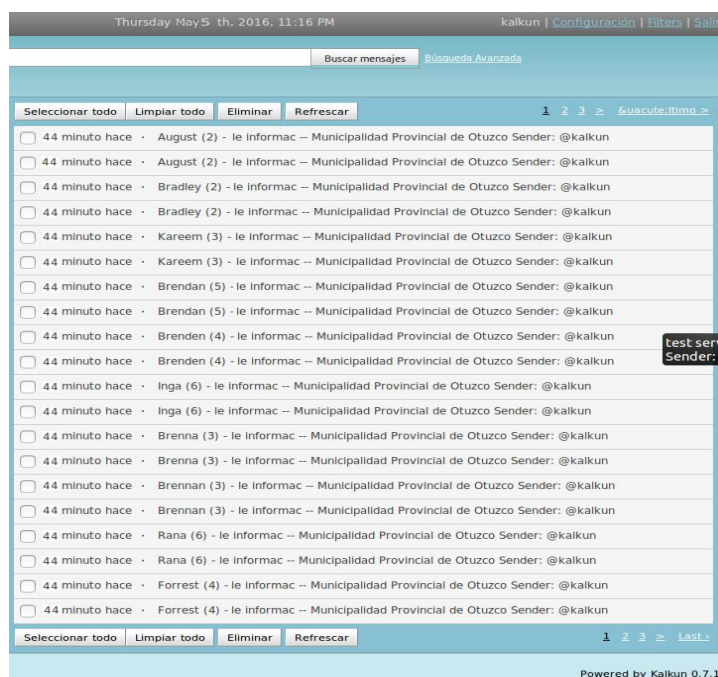 Thursday May5 th, 2016, 11:16 PM kalkun | Configuración | Filters | Sali
Buscar mensajes Búsqueda Avanzada
Seleccionar todo Limpiar todo Eliminar Refrescar 1 2 3 > &uacute;ltimo >
44 minuto hace · August (2) - le informac -- Municipalidad Provincial de Otuzco Sender: @kalkun
44 minuto hace · August (2) - le informac -- Municipalidad Provincial de Otuzco Sender: @kalkun
44 minuto hace · Bradley (2) - le informac -- Municipalidad Provincial de Otuzco Sender: @kalkun
44 minuto hace · Bradley (2) - le informac -- Municipalidad Provincial de Otuzco Sender: @kalkun
44 minuto hace · Kareem (3) - le informac -- Municipalidad Provincial de Otuzco Sender: @kalkun
44 minuto hace · Kareem (3) - le informac -- Municipalidad Provincial de Otuzco Sender: @kalkun
44 minuto hace · Brendan (5) - le informac -- Municipalidad Provincial de Otuzco Sender: @kalkun
44 minuto hace · Brendan (5) - le informac -- Municipalidad Provincial de Otuzco Sender: @kalkun
44 minuto hace · Brenden (4) - le informac -- Municipalidad Provincial de Otuzco Sender: @kalkun
test ser
Sender:
44 minuto hace · Brenden (4) - le informac -- Municipalidad Provincial de Otuzco Sender: @kalkun
44 minuto hace · Inga (6) - le informac -- Municipalidad Provincial de Otuzco Sender: @kalkun
44 minuto hace · Inga (6) - le informac -- Municipalidad Provincial de Otuzco Sender: @kalkun
44 minuto hace · Brenna (3) - le informac -- Municipalidad Provincial de Otuzco Sender: @kalkun
44 minuto hace · Brenna (3) - le informac -- Municipalidad Provincial de Otuzco Sender: @kalkun
44 minuto hace · Brennan (3) - le informac -- Municipalidad Provincial de Otuzco Sender: @kalkun
44 minuto hace · Brennan (3) - le informac -- Municipalidad Provincial de Otuzco Sender: @kalkun
44 minuto hace · Rana (6) - le informac -- Municipalidad Provincial de Otuzco Sender: @kalkun
44 minuto hace · Rana (6) - le informac -- Municipalidad Provincial de Otuzco Sender: @kalkun
44 minuto hace · Forrest (4) - le informac -- Municipalidad Provincial de Otuzco Sender: @kalkun
44 minuto hace · Forrest (4) - le informac -- Municipalidad Provincial de Otuzco Sender: @kalkun
Seleccionar todo Limpiar todo Eliminar Refrescar 1 2 3 > Last ›
Powered by Kalkun 0.7.1